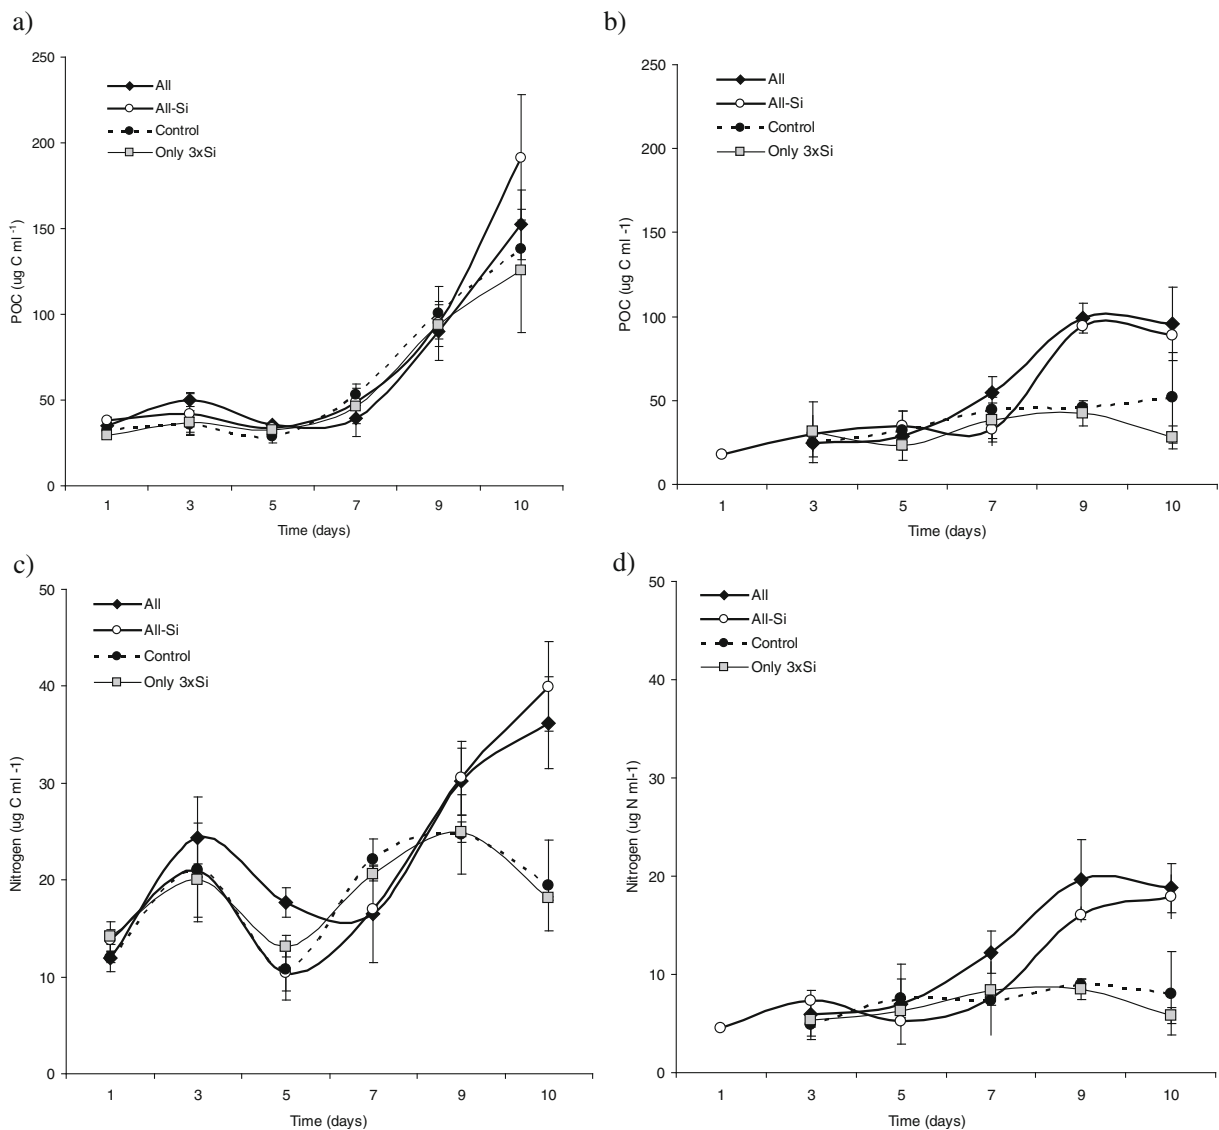 a)
250
200
150
100
50
0
POC (ug C ml -1)
All
All-Si
Control
Only 3xSi
1 3 5 7 9 10
Time (days)
b)
250
200
150
100
50
0
POC (ug C ml -1)
All
All-Si
Control
Only 3xSi
1 3 5 7 9 10
Time (days)
c)
50
40
30
20
10
0
Nitrogen (ug C ml -1)
All
All-Si
Control
Only 3xSi
1 3 5 7 9 10
Time (days)
d)
50
40
30
20
10
0
Nitrogen (ug N ml-1)
All
All-Si
Control
Only 3xSi
1 3 5 7 9 10
Time (days)